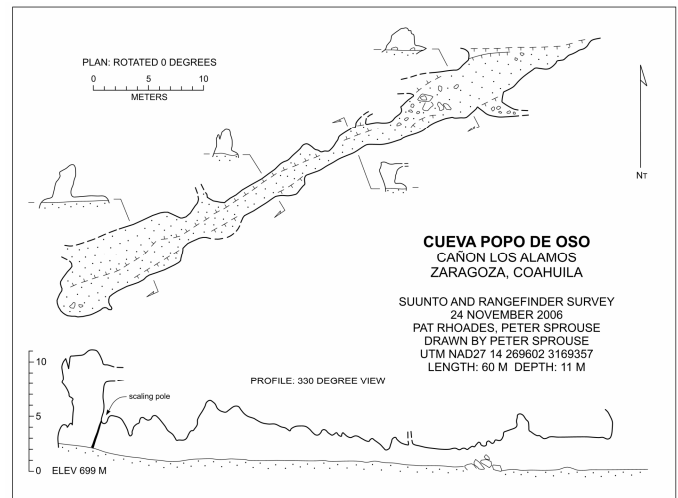 PLAN: ROTATED 0 DEGREES
0 5 10
METERS
NT
CUEVA POPO DE OSO
CAÑON LOS ALAMOS
ZARAGOZA, COAHUILA
SUUNTO AND RANGEFINDER SURVEY
24 NOVEMBER 2006
PAT RHOADES, PETER SPROUSE
DRAWN BY PETER SPROUSE
UTM NAD27 14 269602 3169357
LENGTH: 60 M DEPTH: 11 M
PROFILE: 330 DEGREE VIEW
10
scaling pole
5
0 ELEV 699 M